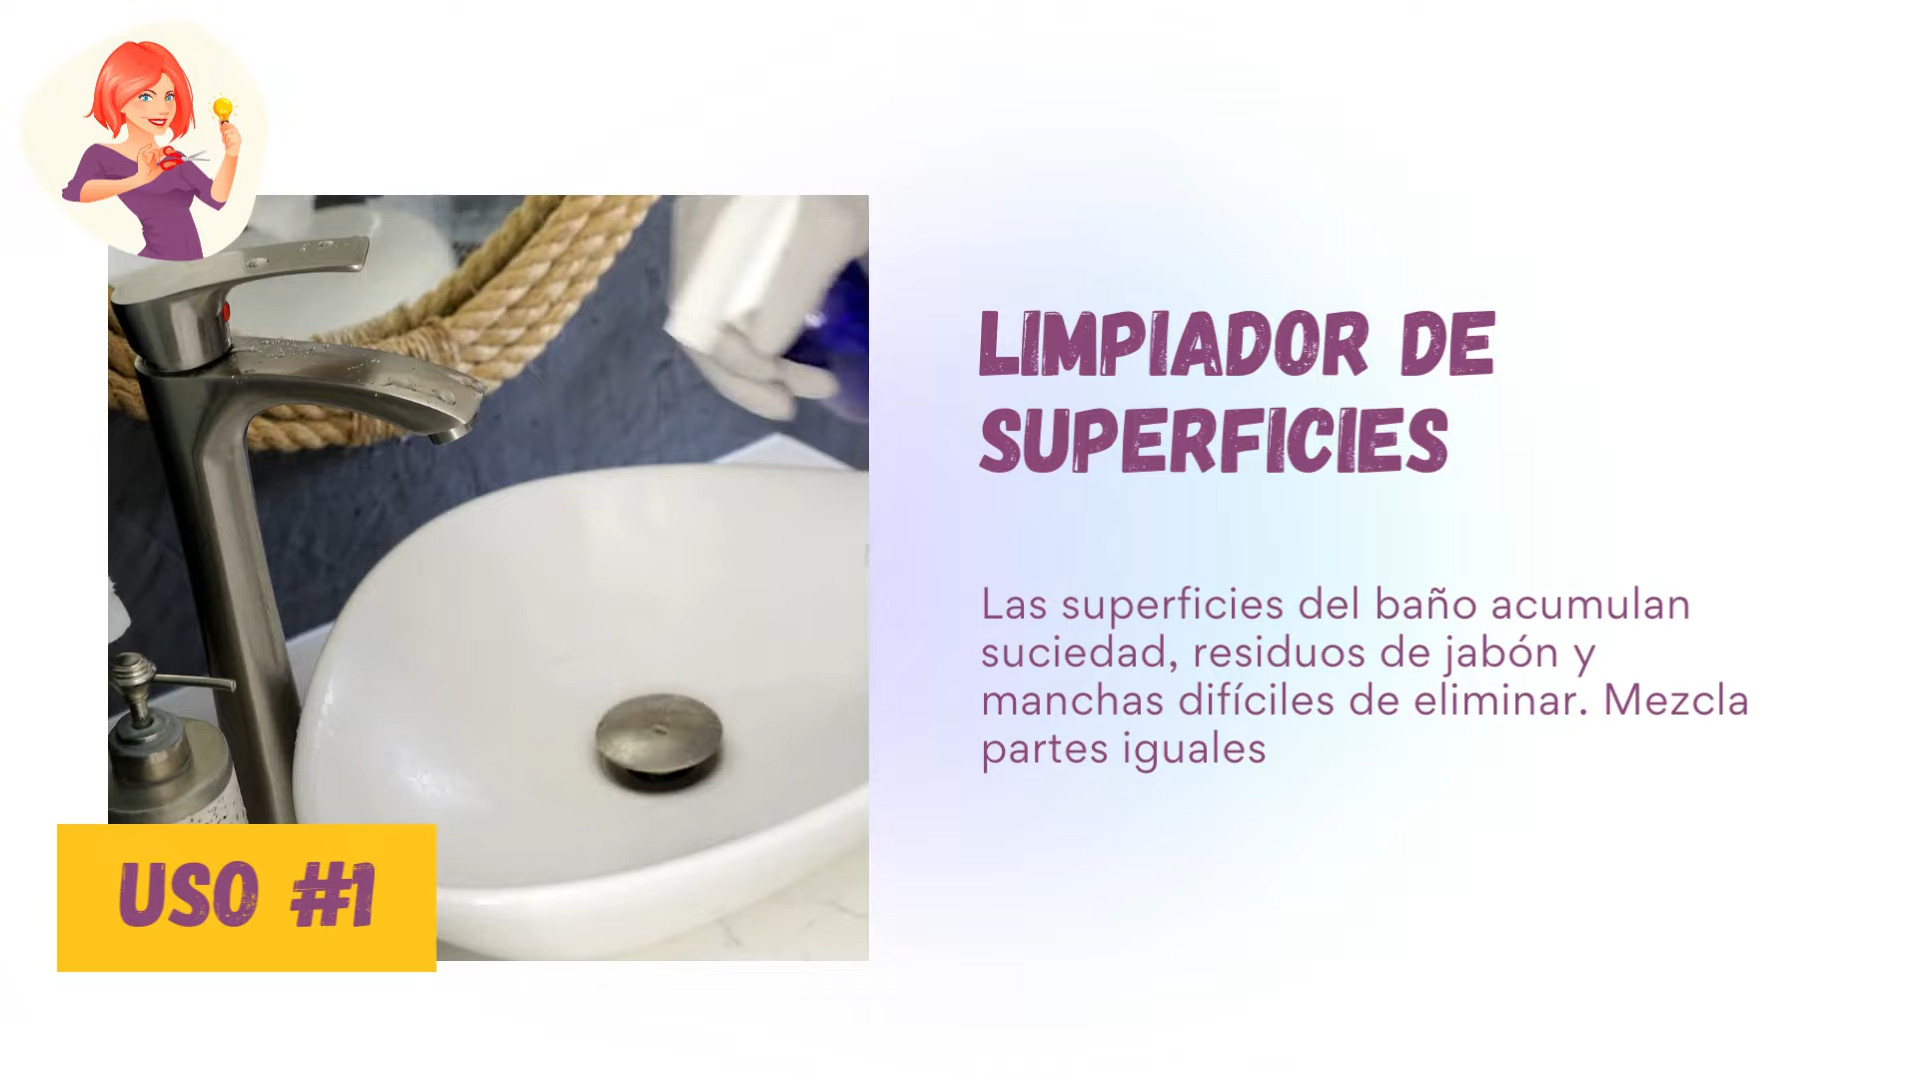 LIMPIADOR DE
SUPERFICIES
Las superficies del baño acumulan
suciedad, residuos de jabón y
manchas difíciles de eliminar. Mezcla
partes iguales
USO #1